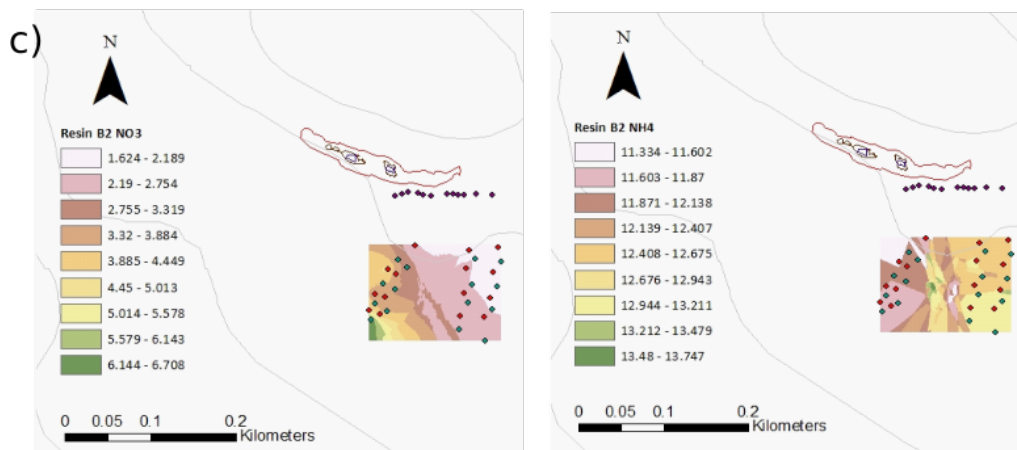 c)
N
Resin B2 NO3
1.624 - 2.189
2.19 - 2.754
2.755 - 3.319
3.32 - 3.884
3.885 - 4.449
4.45 - 5.013
5.014 - 5.578
5.579 - 6.143
6.144 - 6.708
0 0.05 0.1 0.2
Kilometers
N
Resin B2 NH4
11.334 - 11.602
11.603 - 11.87
11.871 - 12.138
12.139 - 12.407
12.408 - 12.675
12.676 - 12.943
12.944 - 13.211
13.212 - 13.479
13.48 - 13.747
0 0.05 0.1 0.2
Kilometers